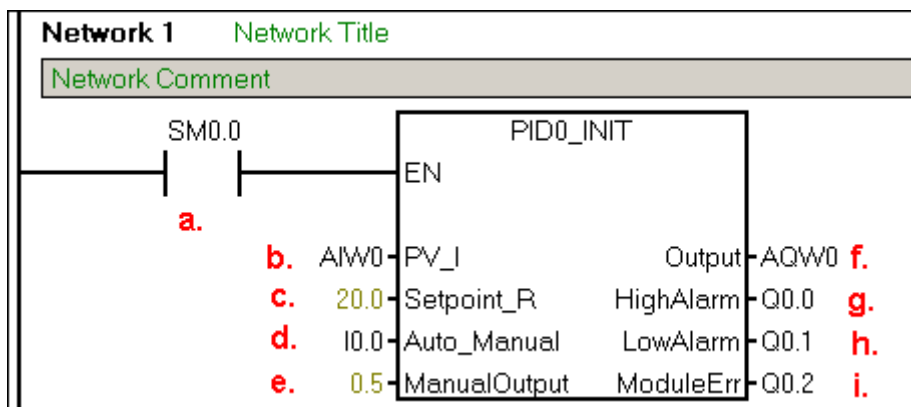 Network 1 Network Title
Network Comment
SM0.0 PID0_INIT
EN
a.
b. AIW0 PV_I Output AQW0 f.
c. 20.0 Setpoint_R HighAlarm Q0.0 g.
d. I0.0 Auto_Manual LowAlarm Q0.1 h.
e. 0.5 ManualOutput ModuleErr Q0.2 i.